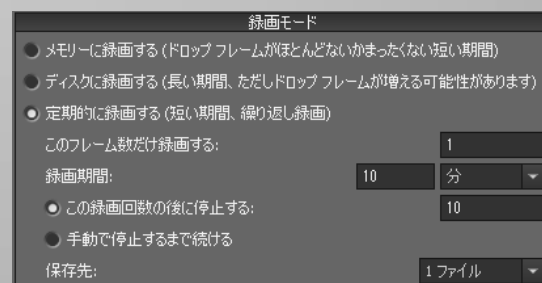 録画モード
メモリーに録画する (ドロップ フレームがほとんどないかまったくない短い期間)
ディスクに録画する (長い期間、ただしドロップ フレームが増える可能性があります)
定期的に録画する (短い期間、繰り返し録画)
このフレーム数だけ録画する: 1
録画期間: 10 分
この録画回数の後に停止する: 10
手動で停止するまで続ける
保存先: 1 ファイル